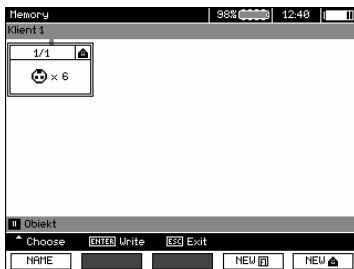 Memory 98% 12:40
Klient 1
1/1
× 6
Obiekt
Choose ENTER Write ESC Exit
NAME NEW NEW